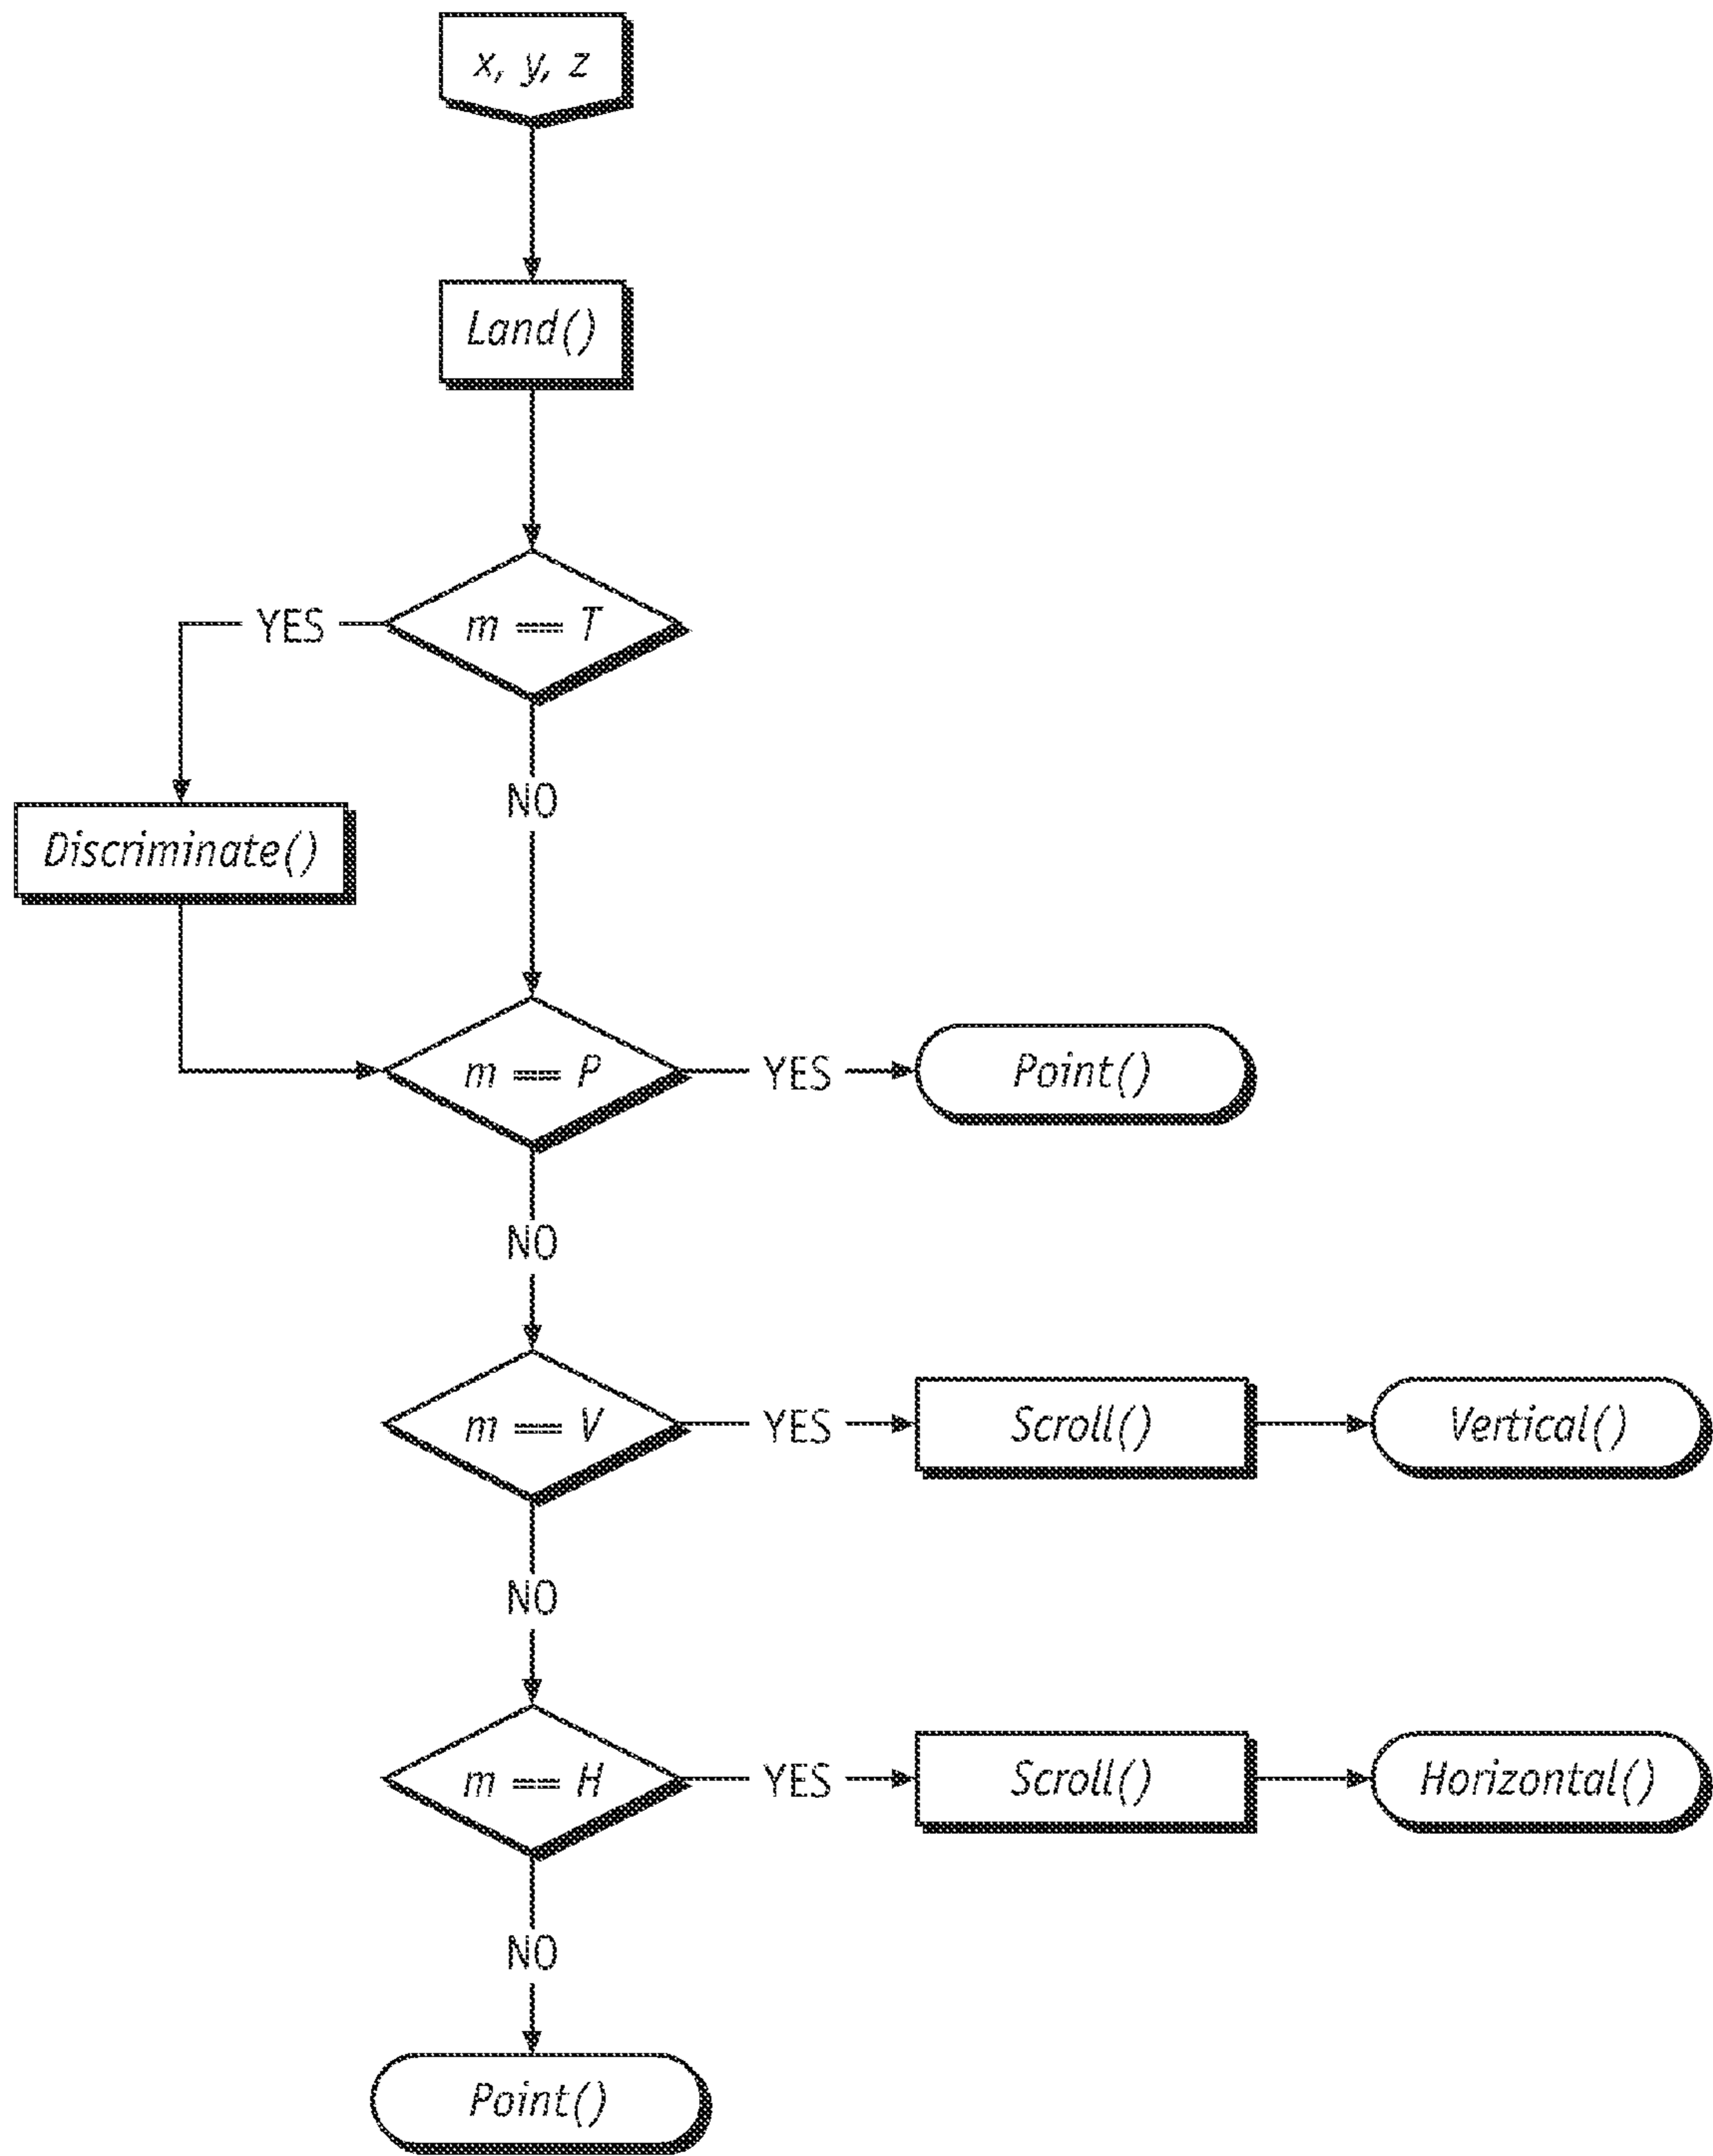 x, y, z
Land()
m == T
YES
NO
Discriminate()
m == P
YES
Point()
NO
m == V
YES
Scroll()
Vertical()
NO
m == H
YES
Scroll()
Horizontal()
NO
Point()